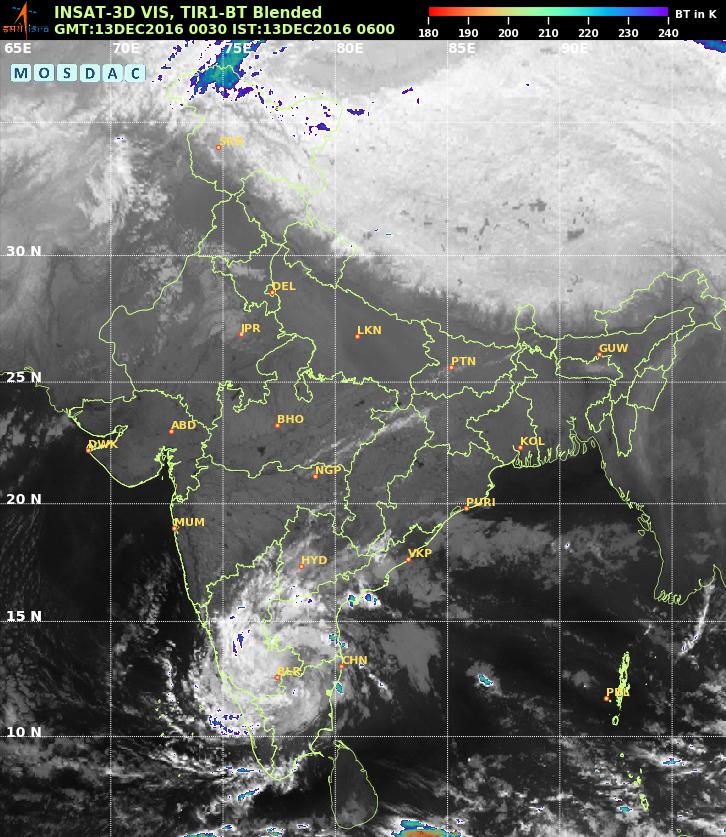 INSAT-3D VIS, TIR1-BT Blended
GMT:13DEC2016 0030 IST:13DEC2016 0600
BT in K
180 190 200 210 220 230 240
65E 70E 75E 80E 85E 90E
MOSDAC
SRN
30 N
DEL
JPR LKN
GUW
PTN
25 N
ABD BHO
DWK KOL
NGP
20 N PURI
MUM
VKP
HYD
15 N
CHN
BLR
PBL
10 N